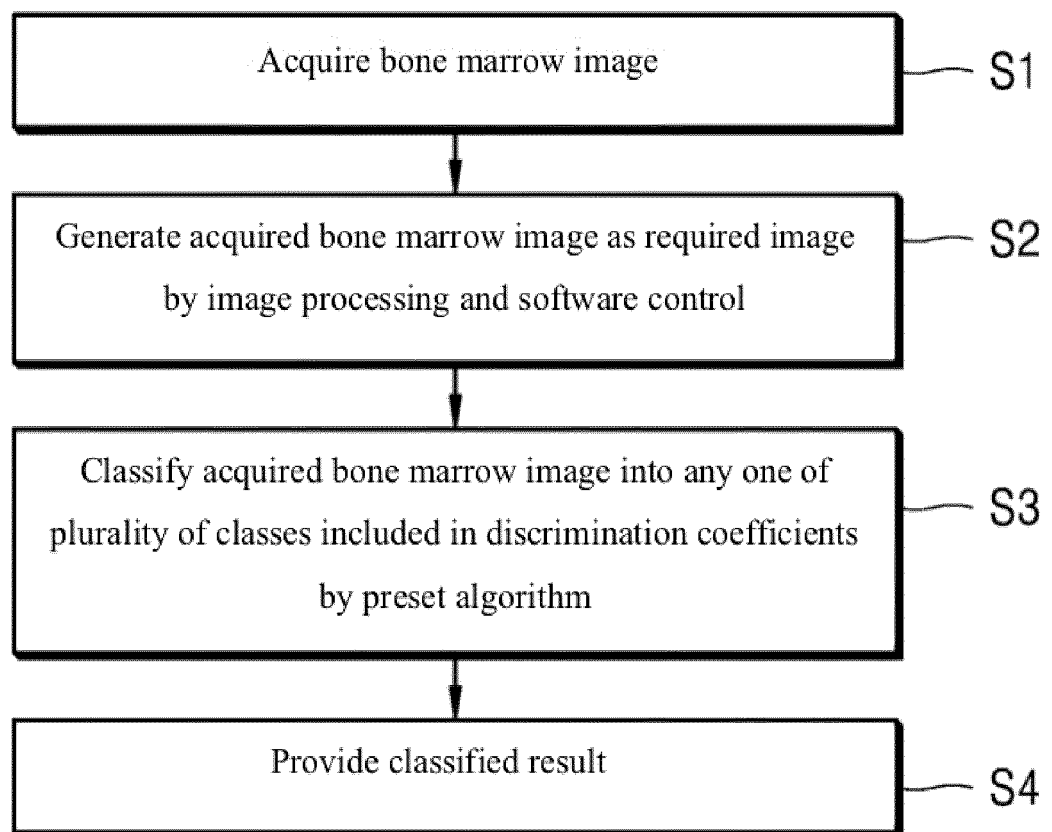 Acquire bone marrow image
S1
Generate acquired bone marrow image as required image
by image processing and software control
S2
Classify acquired bone marrow image into any one of
plurality of classes included in discrimination coefficients
by preset algorithm
S3
Provide classified result
S4